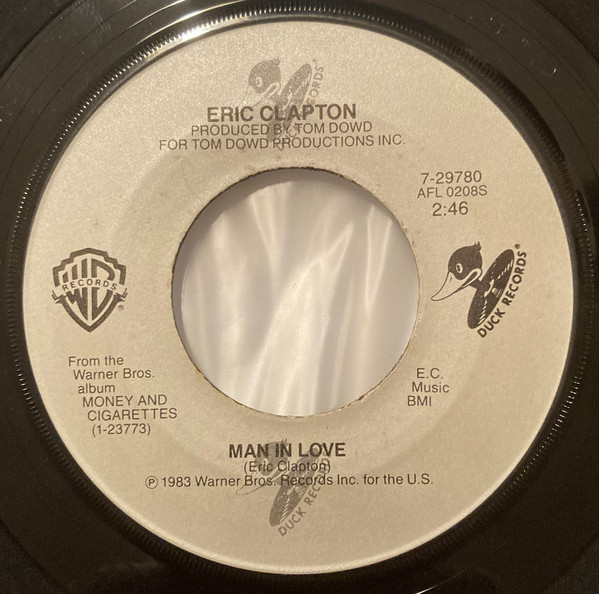 ERIC CLAPTON
PRODUCED BY TOM DOWD
FOR TOM DOWD PRODUCTIONS INC.
7-29780
AFL 0208S
2:46
WB
RECORDS
®
DUCK RECORDS®
From the
Warner Bros.
album
MONEY AND
CIGARETTES
(1-23773)
E.C.
Music
BMI
MAN IN LOVE
(Eric Clapton)
℗ 1983 Warner Bros. Records Inc. for the U.S.
DUCK RECORDS